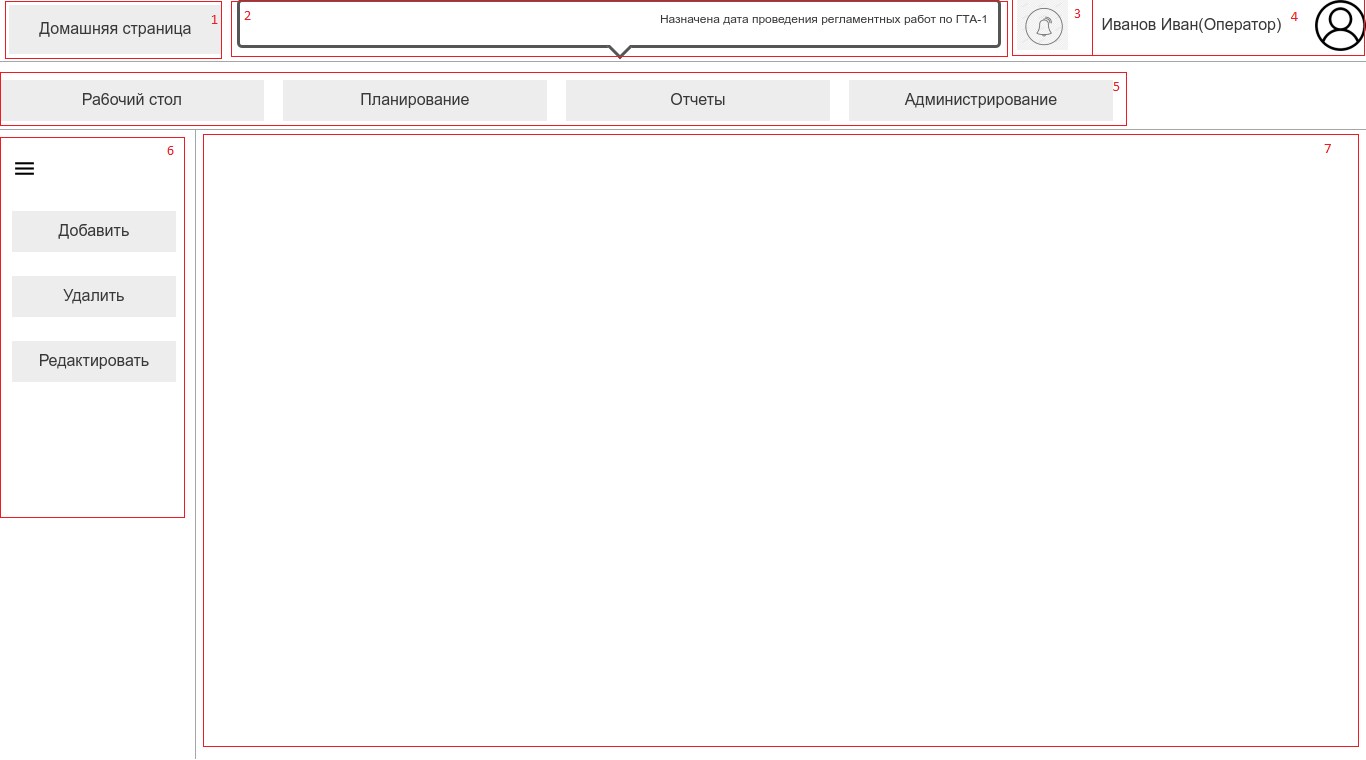 Домашняя страница 1
2 Назначена дата проведения регламентных работ по ГТА-1
3
Иванов Иван(Оператор) 4
Рабочий стол
Планирование
Отчеты
Администрирование
5
6
7
Добавить
Удалить
Редактировать